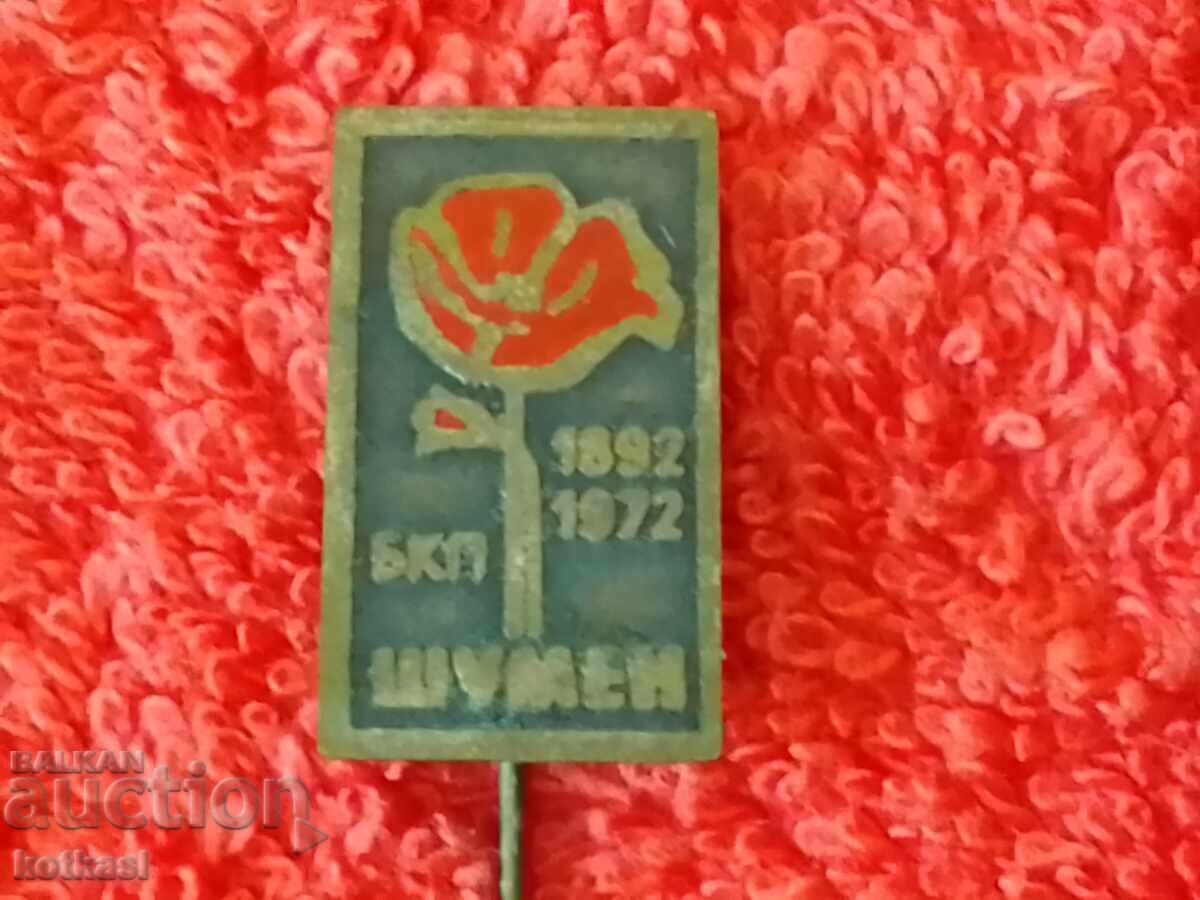 1892
1972
БКП
ШУМЕН
BALKAN
auction
kotkasl